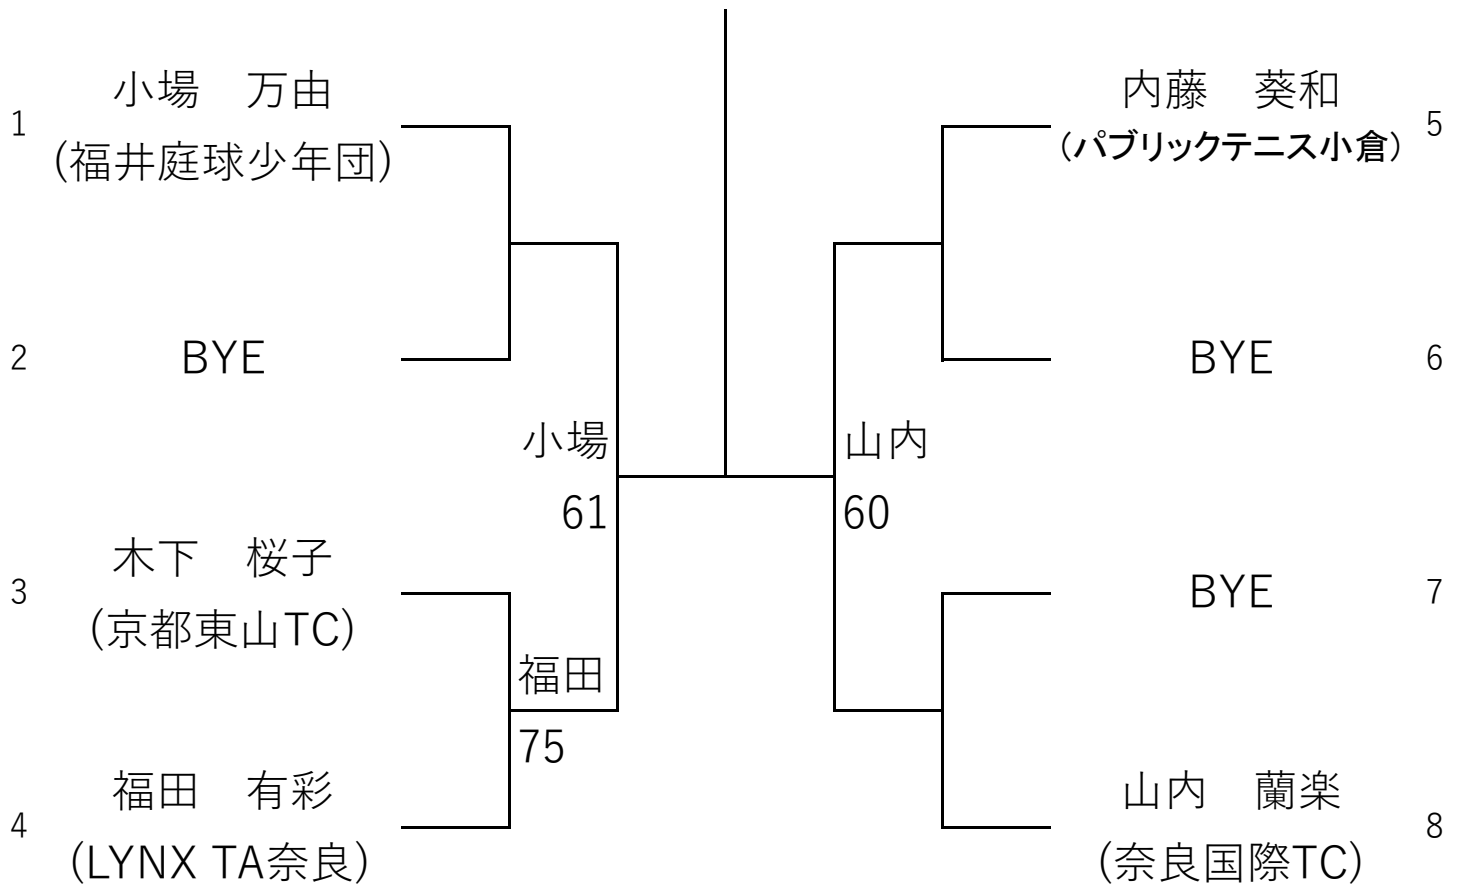 1
小場　万由
(福井庭球少年団)
2
BYE
小場
61
3
木下　桜子
(京都東山TC)
福田
75
4
福田　有彩
(LYNX TA奈良)
内藤　葵和
(パブリックテニス小倉)
5
BYE
6
山内
60
BYE
7
山内　蘭楽
(奈良国際TC)
8